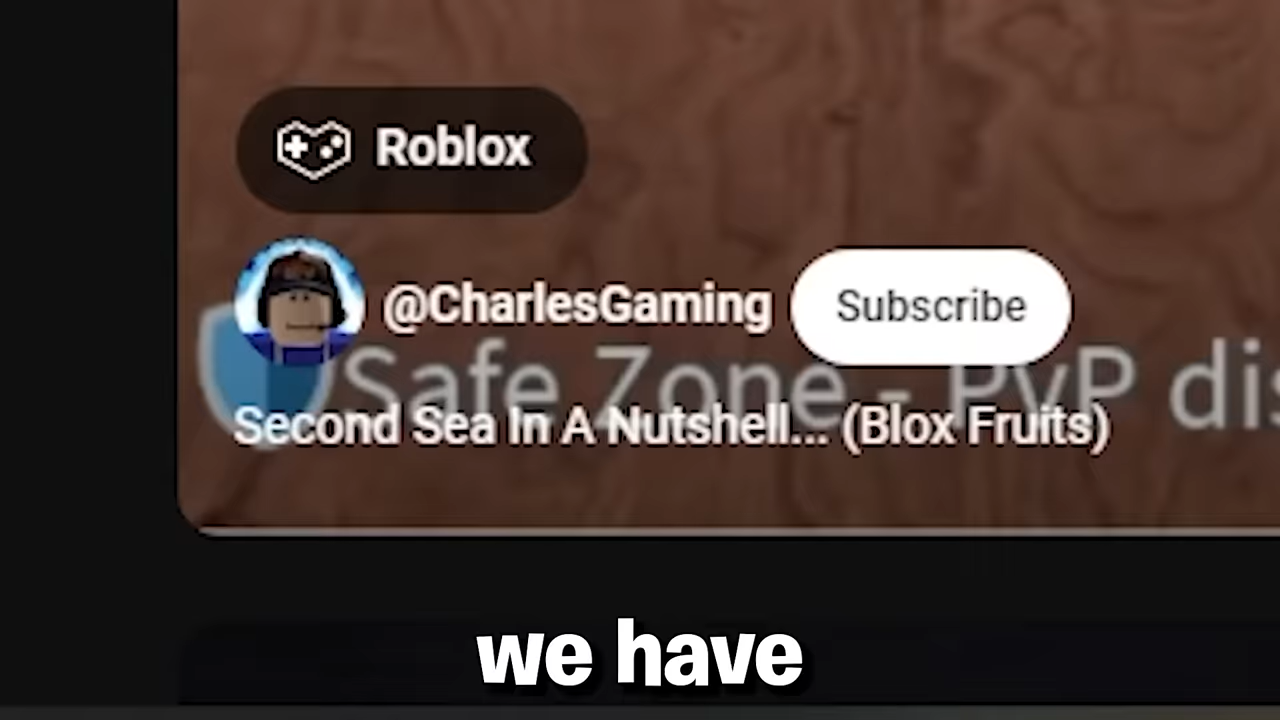 Roblox
@CharlesGaming Subscribe
Safe Zone - PvP dis
Second Sea In A Nutshell... (Blox Fruits)
we have